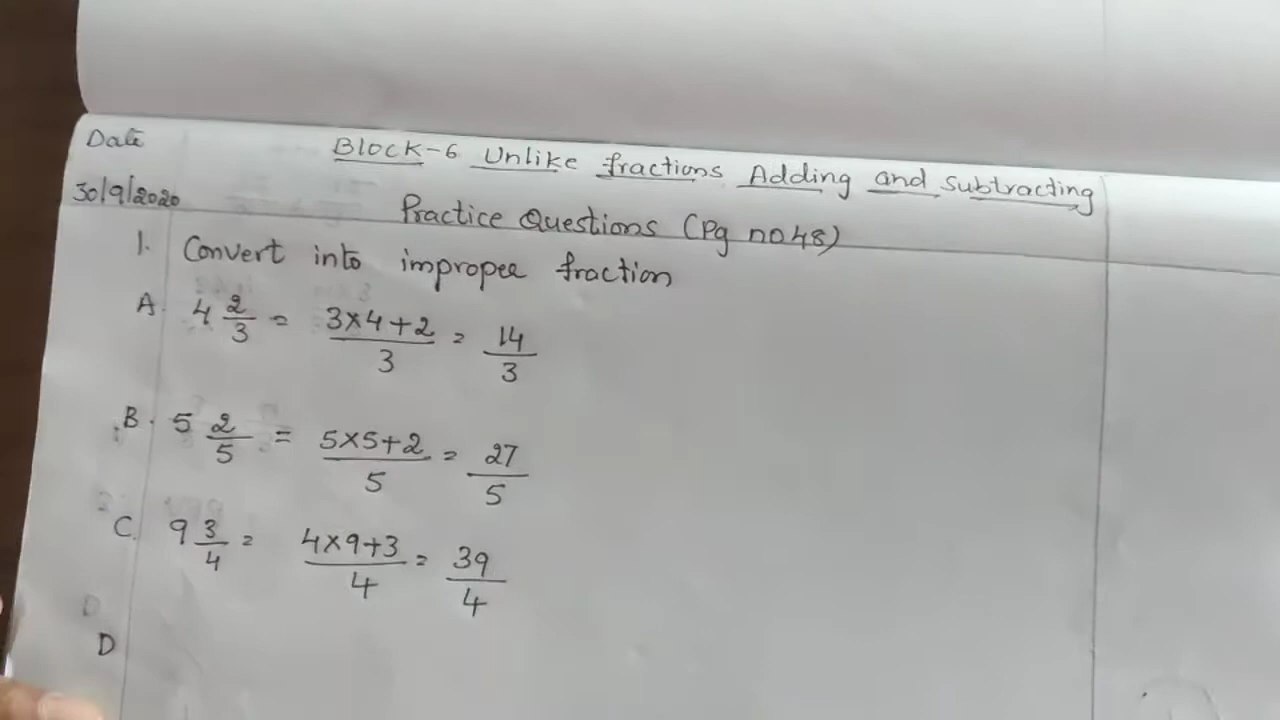 Date
Block-6 Unlike fractions Adding and subtracting
30/9/2020
Practice Questions (Pg no 48)
1. Convert into improper fraction
A. 4 2/3 = 3×4+2/3 = 14/3
B. 5 2/5 = 5×5+2/5 = 27/5
C. 9 3/4 = 4×9+3/4 = 39/4
D